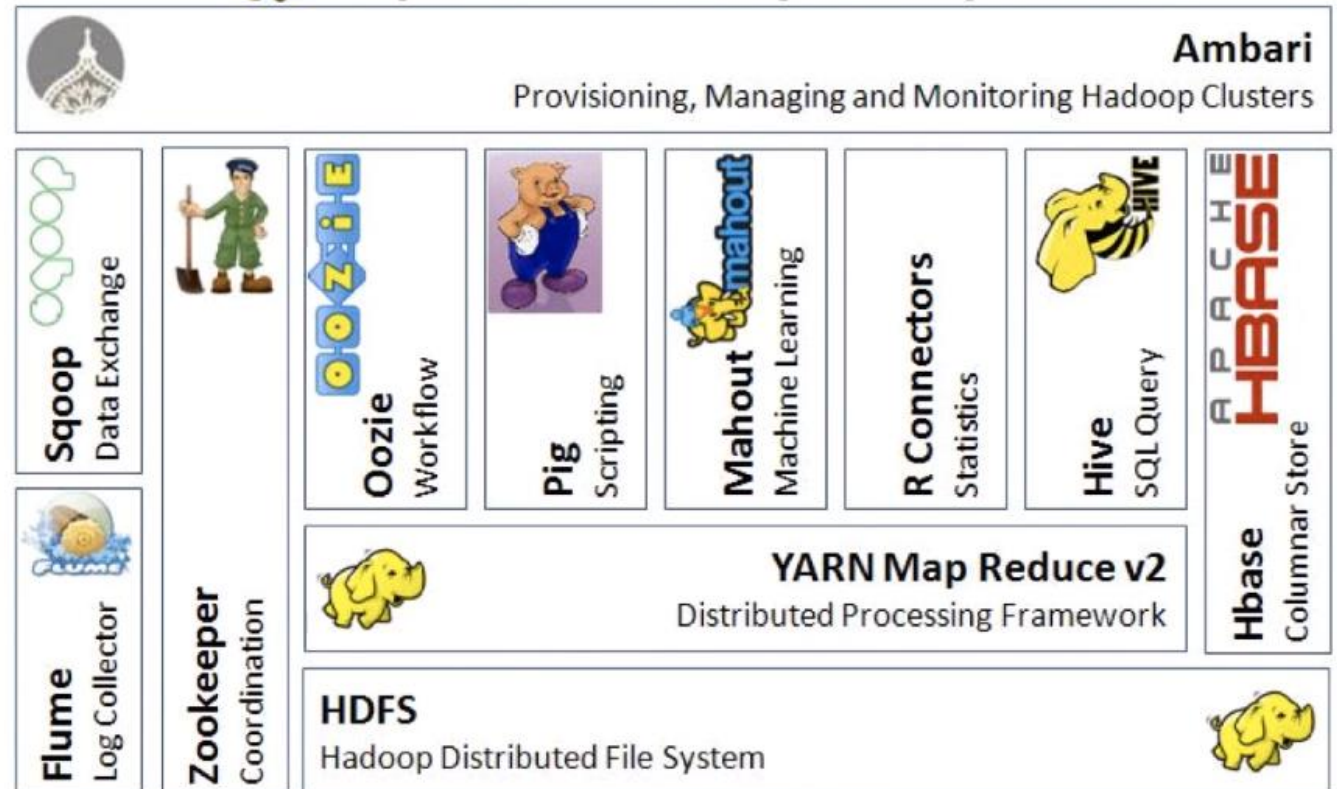 Ambari
Provisioning, Managing and Monitoring Hadoop Clusters
Sqoop
Data Exchange
Zookeeper
Coordination
OOZiE
Oozie
Workflow
Pig
Scripting
mahout
Mahout
Machine Learning
R Connectors
Statistics
HIVE
Hive
SQL Query
APACHE
HBASE
Hbase
Columnar Store
FLUME
Flume
Log Collector
YARN Map Reduce v2
Distributed Processing Framework
HDFS
Hadoop Distributed File System